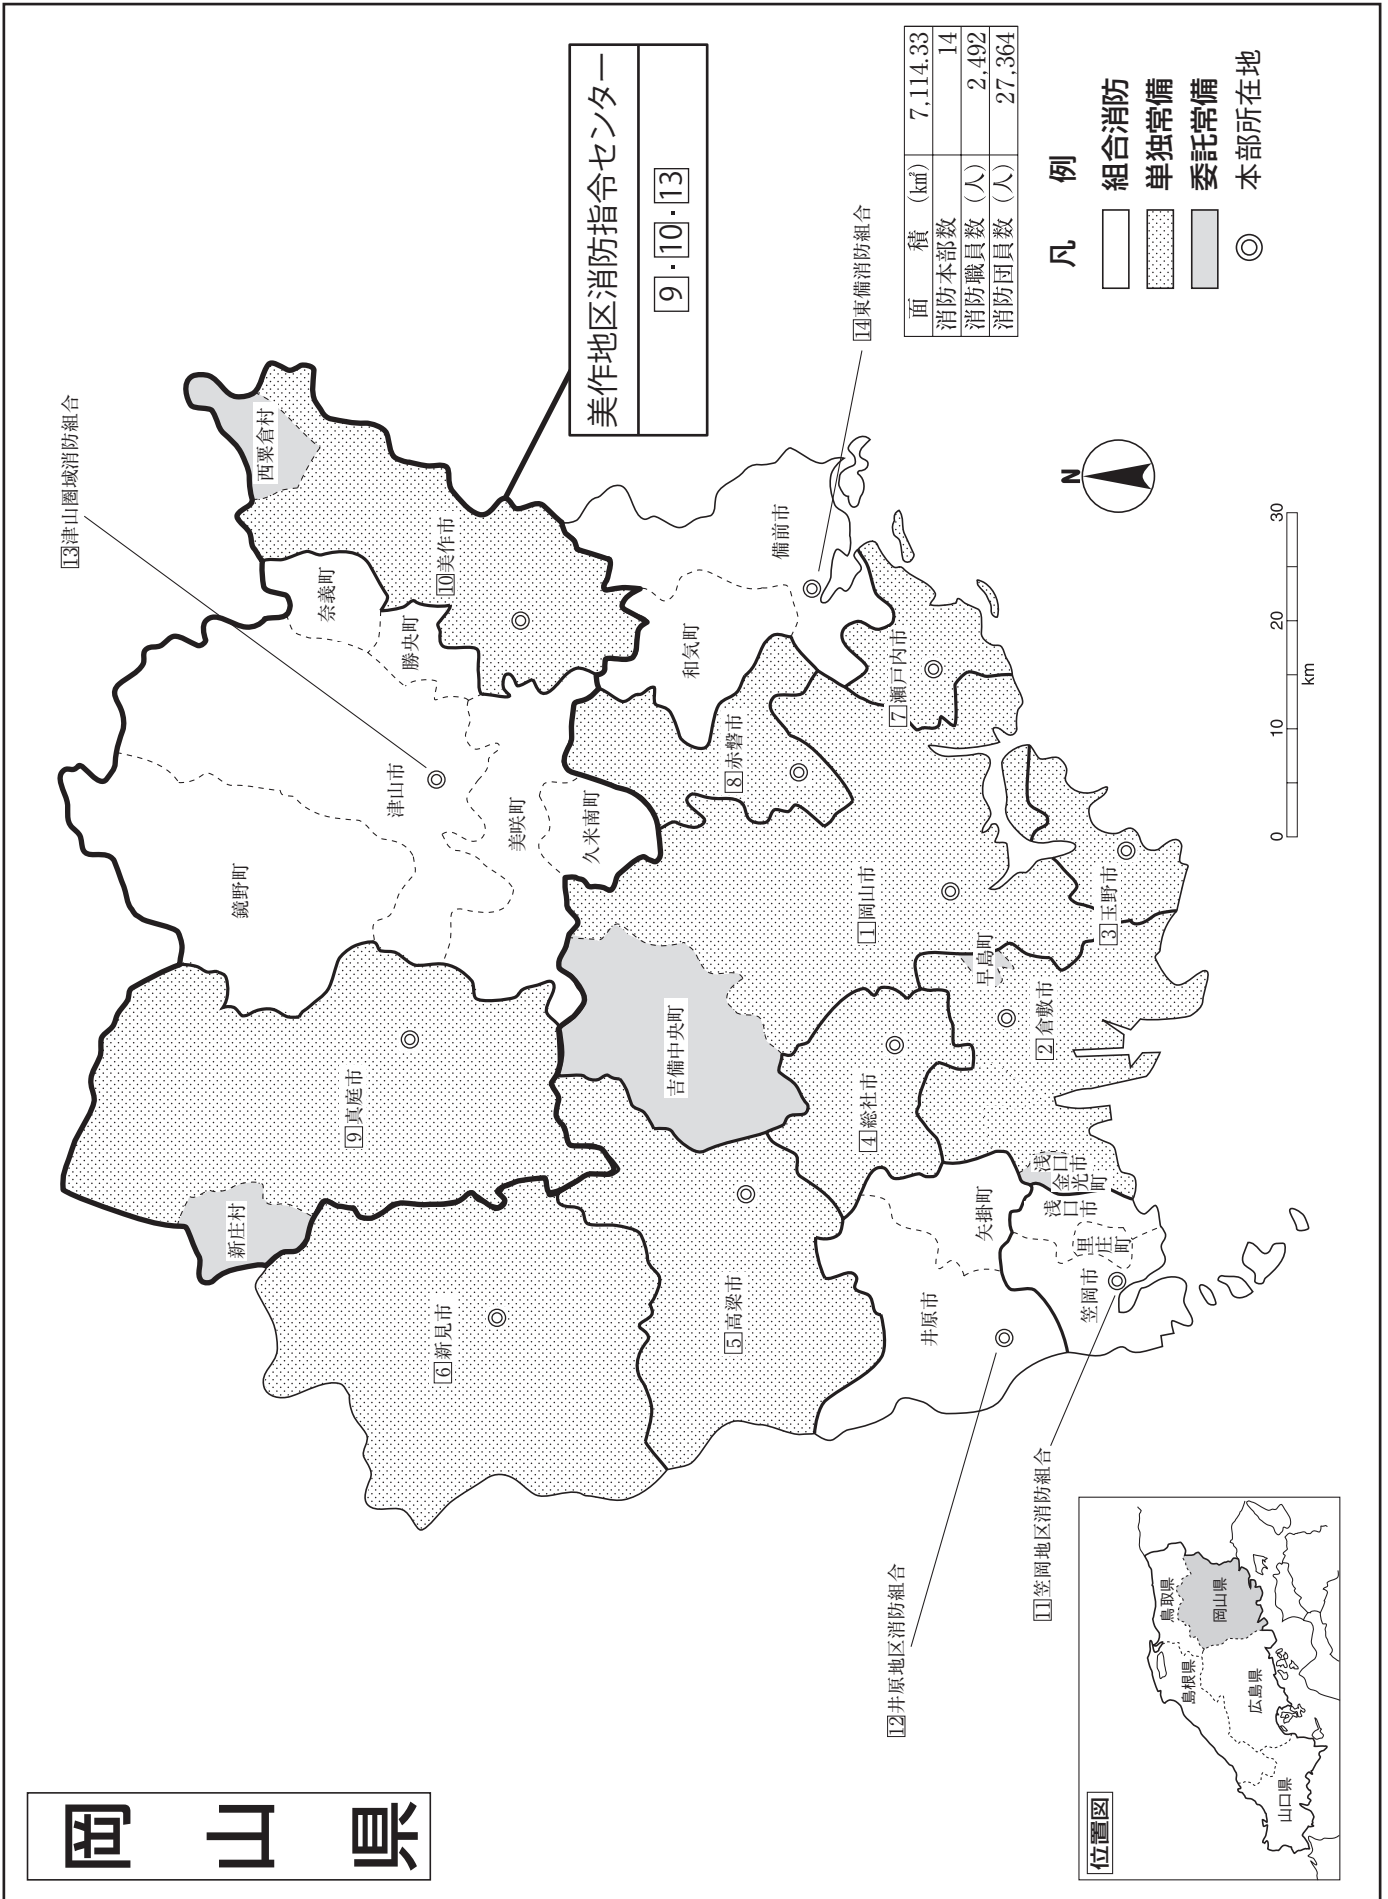 岡山県
13津山圏域消防組合
美作地区消防指令センター
9・10・13
西粟倉村
奈義町
10美作市
勝央町
鏡野町
津山市
美咲町
久米南町
9真庭市
新庄村
6新見市
吉備中央町
8赤磐市
和気町
備前市
14東備消防組合
7瀬戸内市
1岡山市
5高梁市
4総社市
早島町
2倉敷市
3玉野市
井原市
矢掛町
浅口市
金光町
浅口市
里庄町
笠岡市
12井原地区消防組合
11笠岡地区消防組合
面積(㎢) 7,114.33
消防本部数 14
消防職員数(人) 2,492
消防団員数(人) 27,364
凡例
組合消防
単独常備
委託常備
本部所在地
N
0 10 20 30
km
位置図
鳥取県
岡山県
島根県
広島県
山口県